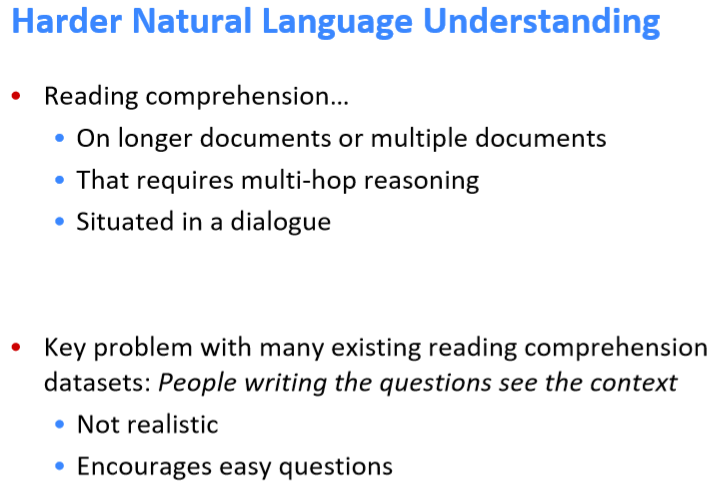 Harder Natural Language Understanding
• Reading comprehension…
• On longer documents or multiple documents
• That requires multi-hop reasoning
• Situated in a dialogue
• Key problem with many existing reading comprehension
datasets: People writing the questions see the context
• Not realistic
• Encourages easy questions